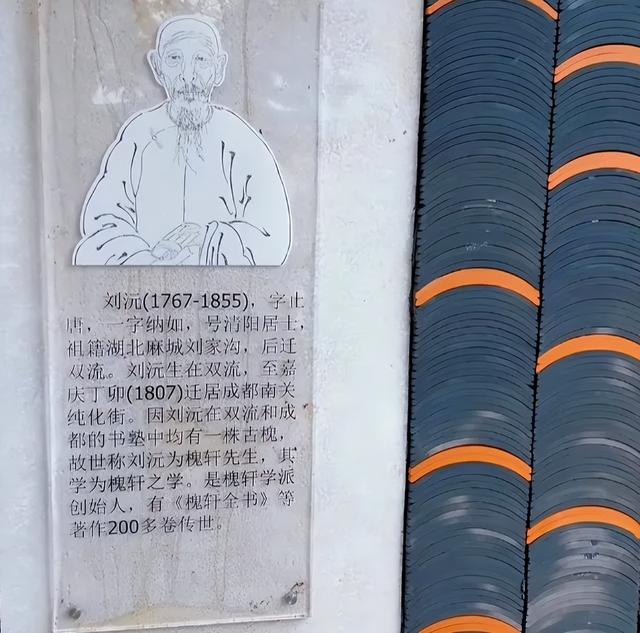 刘沅(1767-1855)，字止
唐，一字纳如，号清阳居士，
祖籍湖北麻城刘家沟，后迁
双流。刘沅生在双流，至嘉
庆丁卯(1807)迁居成都南关
纯化街。因刘沅在双流和成
都的书塾中均有一株古槐，
故世称刘沅为槐轩先生，其
学为槐轩之学。是槐轩学派
创始人，有《槐轩全书》等
著作200多卷传世。